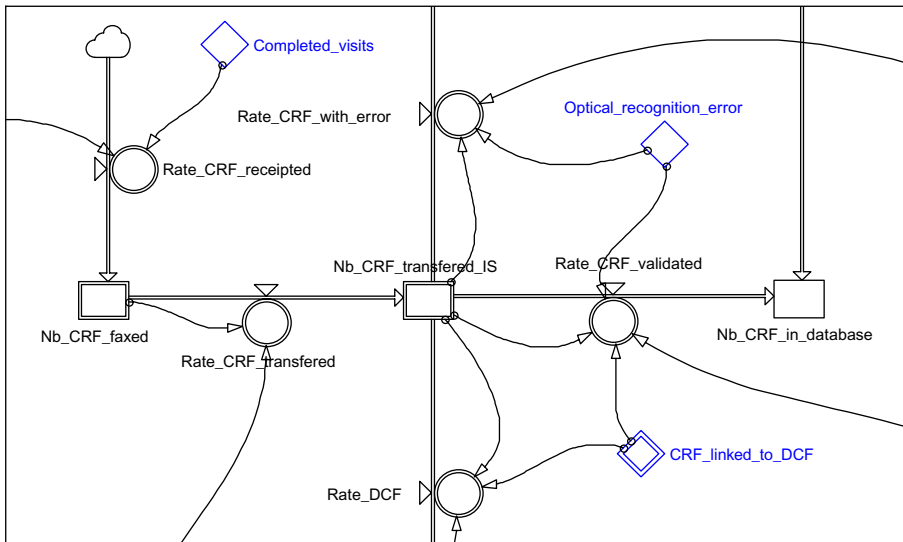 Completed_visits
Rate_CRF_with_error
Optical_recognition_error
Rate_CRF_receipted
Nb_CRF_transfered_IS
Rate_CRF_validated
Nb_CRF_faxed
Nb_CRF_in_database
Rate_CRF_transfered
CRF_linked_to_DCF
Rate_DCF